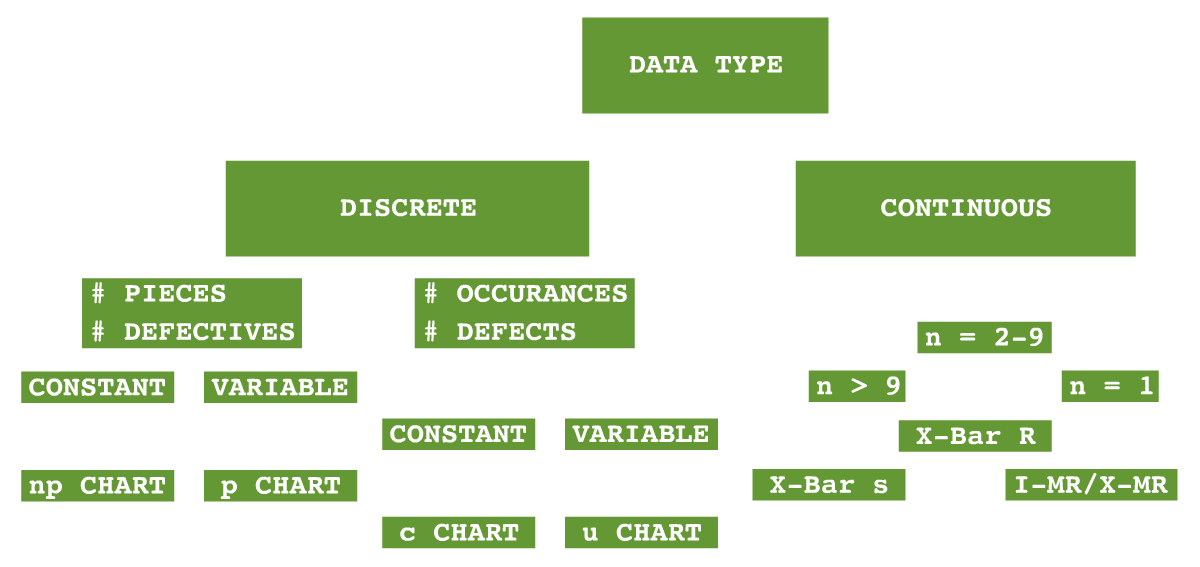 DATA TYPE
DISCRETE
CONTINUOUS
# PIECES
# DEFECTIVES
# OCCURANCES
# DEFECTS
n = 2-9
CONSTANT
VARIABLE
n > 9
n = 1
CONSTANT
VARIABLE
X-Bar R
np CHART
p CHART
X-Bar s
I-MR/X-MR
c CHART
u CHART